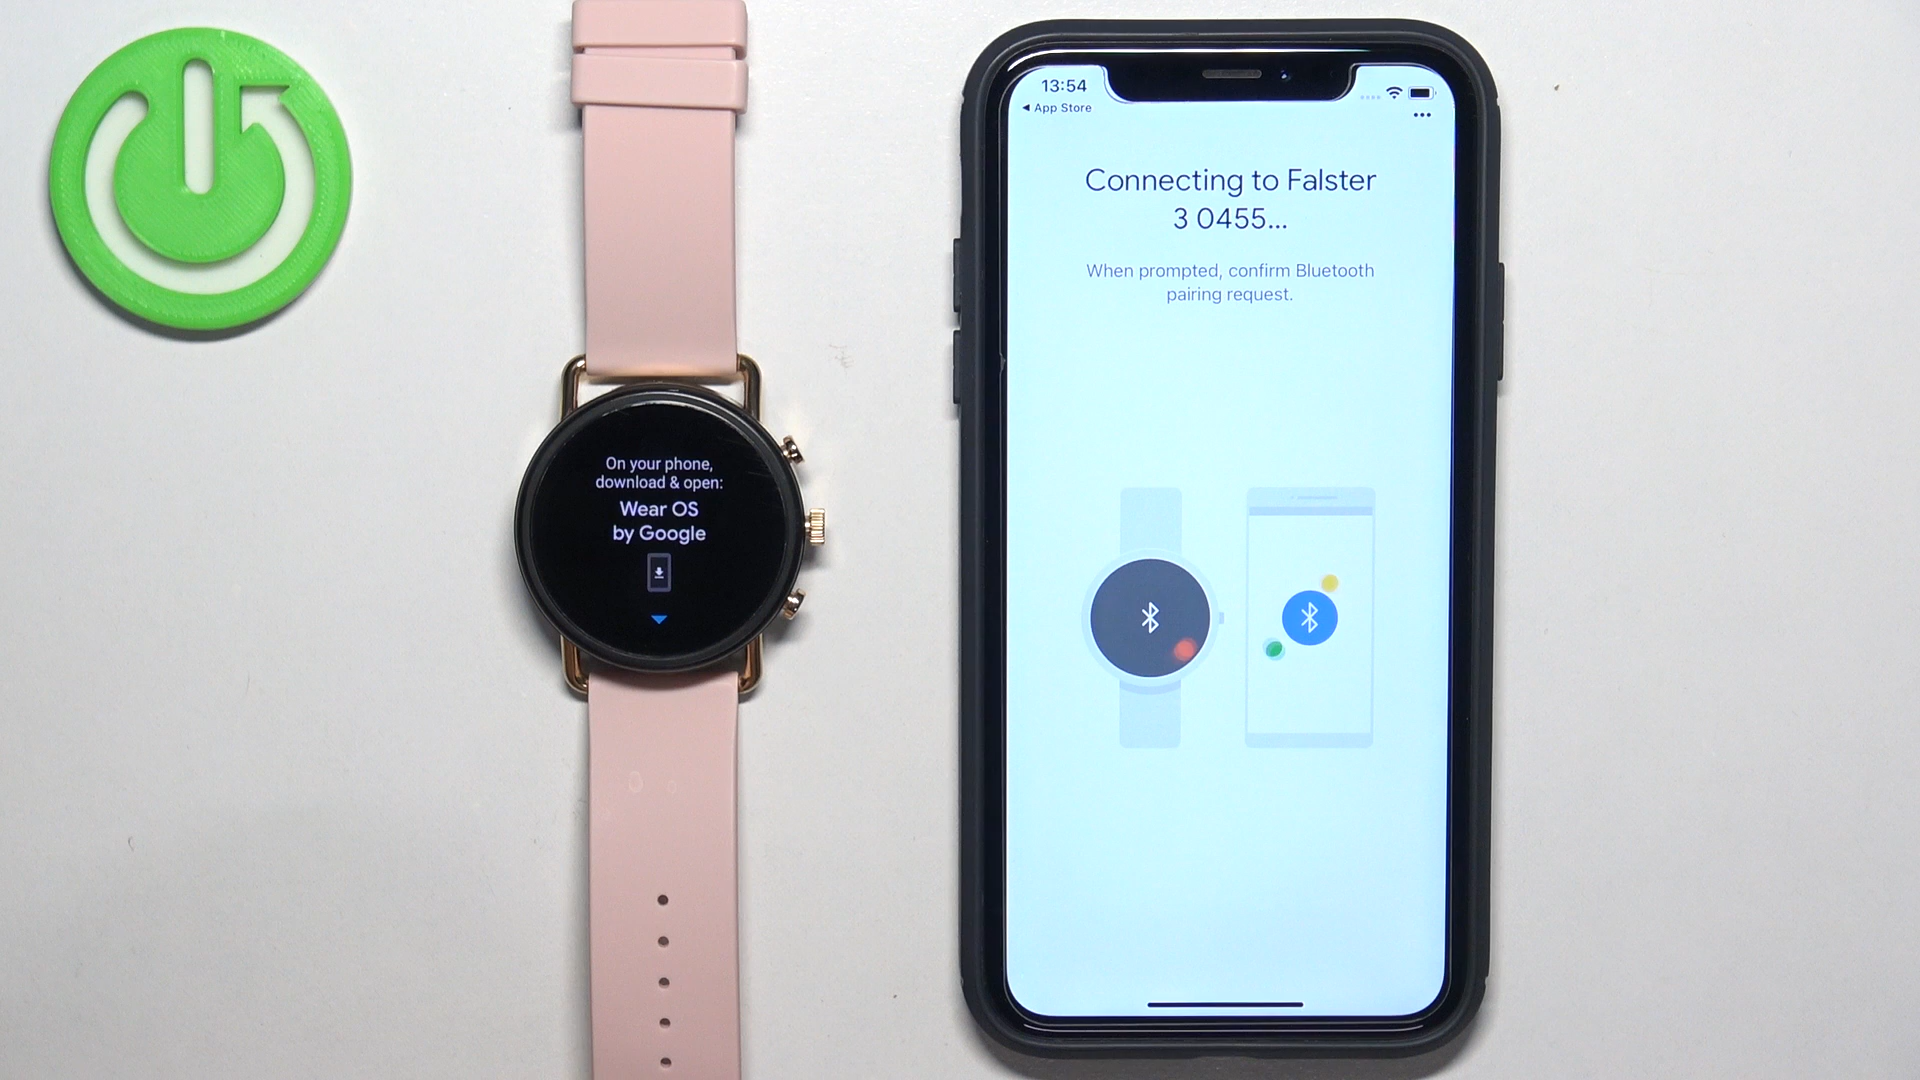 On your phone,
download & open:
Wear OS
by Google
13:54
◀ App Store
Connecting to Falster
3 0455...
When prompted, confirm Bluetooth
pairing request.